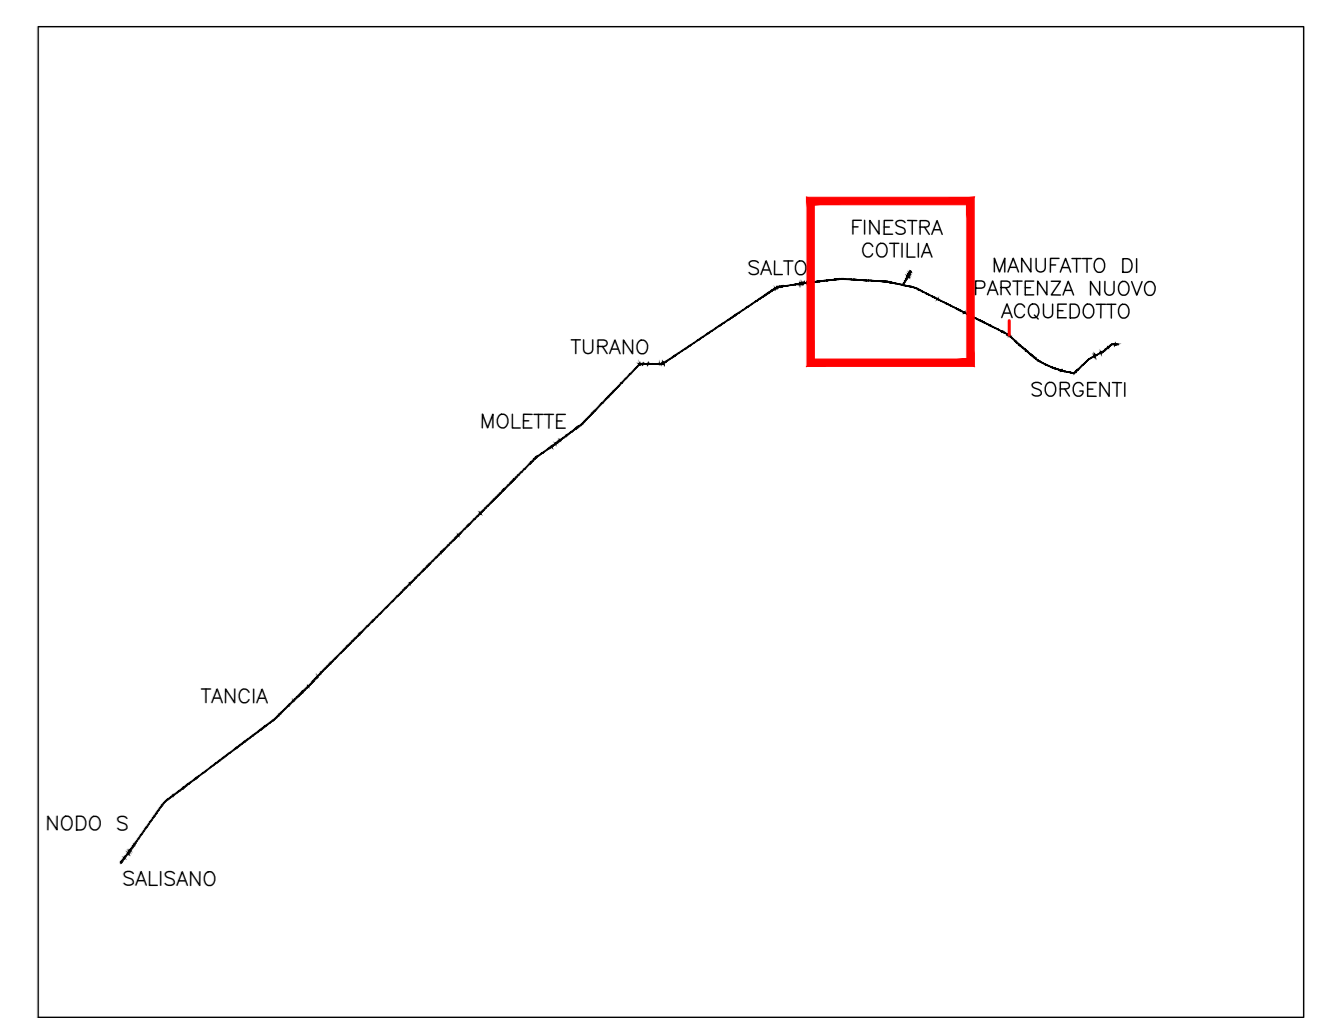 FINESTRA
COTILIA
SALTO
MANUFATTO DI
PARTENZA NUOVO
ACQUEDOTTO
TURANO
SORGENTI
MOLETTE
TANCIA
NODO S
SALISANO